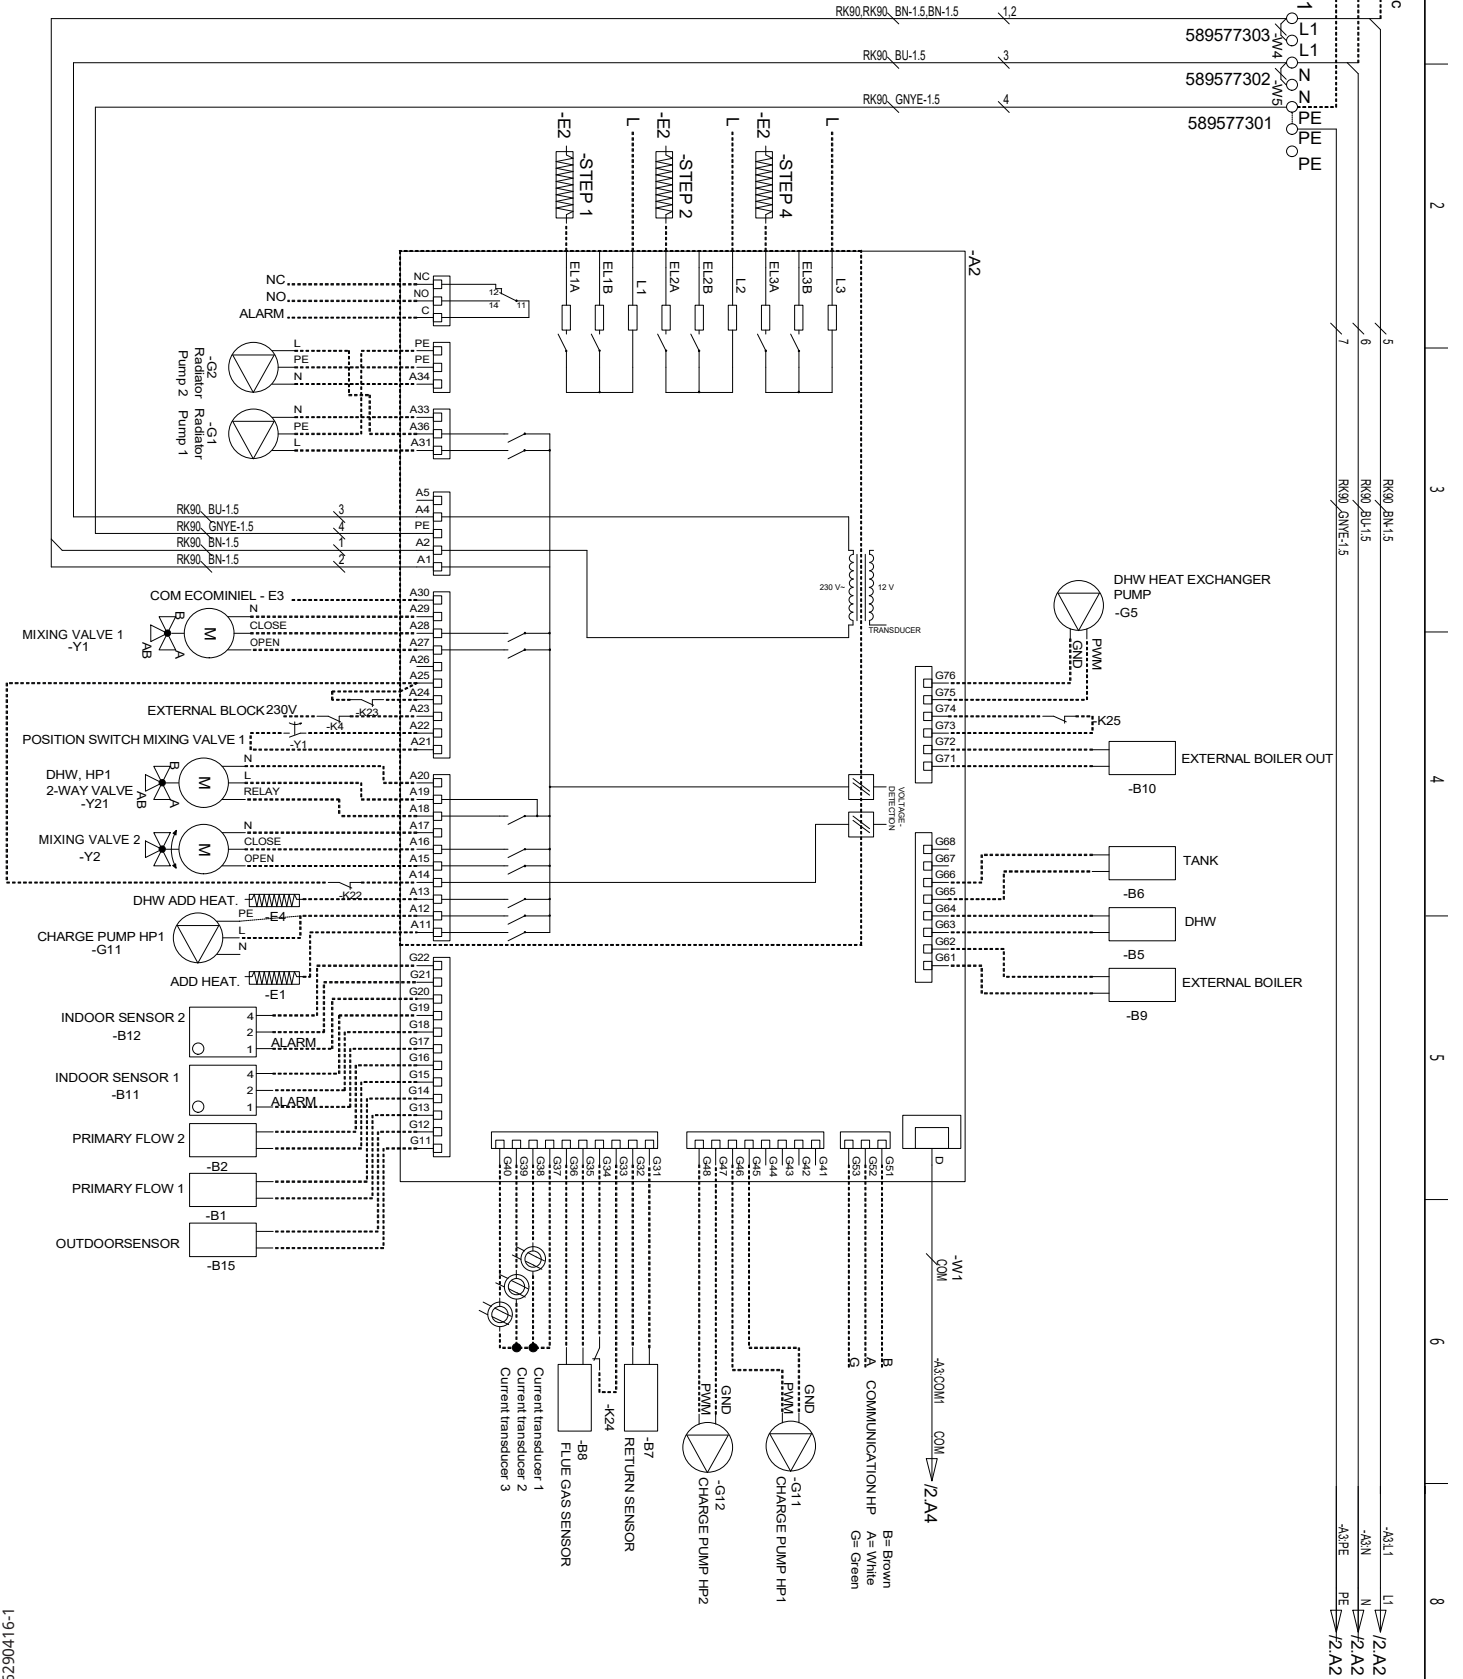 RK90,RK90 BN-1.5,BN-1.5 1,2
RK90 BU-1.5 3
RK90 GNYE-1.5 4
1
c
L1
589577303
-W4
L1
N
589577302
-W5
N
PE
589577301
PE
PE
2
3
4
5
6
8
-E2
-STEP 1
L
-E2
-STEP 2
L
-E2
-STEP 4
L
-A2
EL1A
EL1B
L1
EL2A
EL2B
L2
EL3A
EL3B
L3
NC
NO
ALARM
NC
NO
C
12
14
11
-G2
Radiator
Pump 2
L
PE
N
PE
PE
A34
-G1
Radiator
Pump 1
N
PE
L
A33
A36
A31
RK90 BU-1.5 3
RK90 GNYE-1.5 4
RK90 BN-1.5 1
RK90 BN-1.5 2
A5
A4
PE
A2
A1
230 V~
12 V
TRANSDUCER
COM ECOMINIEL - E3
MIXING VALVE 1
-Y1
B
A
AB
M
N
CLOSE
OPEN
A30
A29
A28
A27
A26
A25
A24
A23
A22
A21
-K23
EXTERNAL BLOCK 230V
-K4
POSITION SWITCH MIXING VALVE 1
-Y1
DHW, HP1
2-WAY VALVE
-Y21
B
A
AB
M
N
L
RELAY
MIXING VALVE 2
-Y2
M
N
CLOSE
OPEN
A20
A19
A18
A17
A16
A15
A14
A13
A12
A11
-K22
DHW ADD HEAT.
-E4
CHARGE PUMP HP1
-G11
PE
L
N
ADD HEAT.
-E1
VOLTAGE-
DETECTION
INDOOR SENSOR 2
-B12
4
2
1
ALARM
INDOOR SENSOR 1
-B11
4
2
1
ALARM
PRIMARY FLOW 2
-B2
PRIMARY FLOW 1
-B1
OUTDOORSENSOR
-B15
G22
G21
G20
G19
G18
G17
G16
G15
G14
G13
G12
G11
DHW HEAT EXCHANGER
PUMP
-G5
GND
PWM
G76
G75
G74
G73
G72
G71
-K25
EXTERNAL BOILER OUT
-B10
G68
G67
G66
G65
G64
G63
G62
G61
TANK
-B6
DHW
-B5
EXTERNAL BOILER
-B9
G40
G39
G38
G37
G36
G35
G34
G33
G32
G31
G48
G47
G46
G45
G44
G43
G42
G41
G53
G52
G51
D
Current transducer 1
Current transducer 2
Current transducer 3
-B8
FLUE GAS SENSOR
-K24
-B7
RETURN SENSOR
PWM
GND
-G12
CHARGE PUMP HP2
PWM
GND
-G11
CHARGE PUMP HP1
G
A
B
COMMUNICATION HP
B= Brown
A= White
G= Green
-W1
COM
-A3:COM1
COM
/2.A4
7
6
5
RK90 GNYE-1.5
RK90 BU-1.5
RK90 BN-1.5
-A3:PE
-A3:N
-A3:L1
PE
N
L1
/2.A2
/2.A2
/2.A2
5290416-1